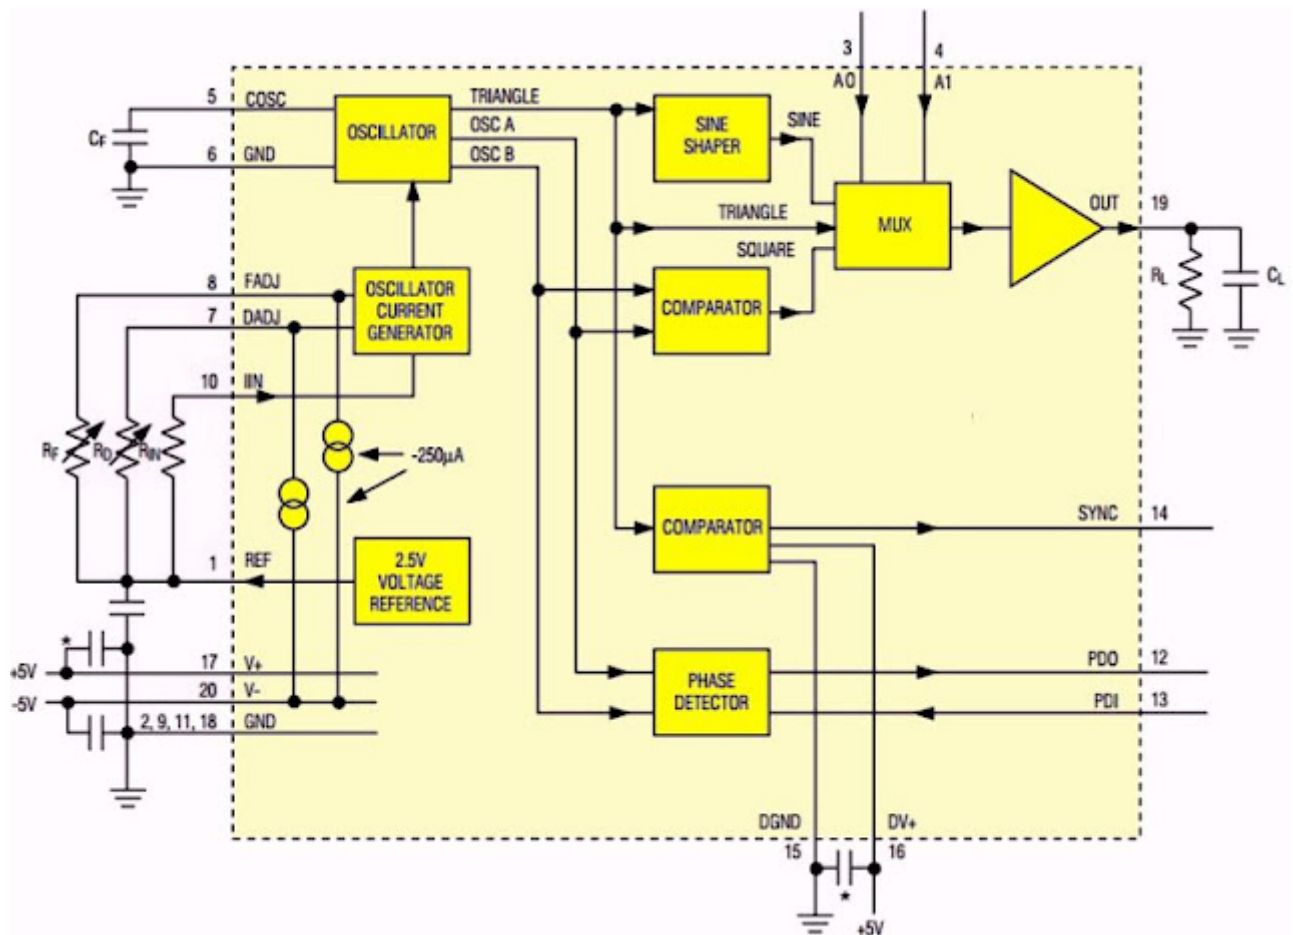 3
4
A0
A1
5
COSC
TRIANGLE
OSCILLATOR
OSC A
SINE
SHAPER
SINE
CF
6
GND
OSC B
MUX
OUT
19
TRIANGLE
SQUARE
RL
CL
8
FADJ
OSCILLATOR
CURRENT
GENERATOR
COMPARATOR
7
DADJ
10
IIN
RF
RD
RIN
-250µA
COMPARATOR
SYNC
14
1
REF
2.5V
VOLTAGE
REFERENCE
*
+5V
17
V+
PHASE
DETECTOR
PDO
12
-5V
20
V-
PDI
13
2, 9, 11, 18
GND
DGND
DV+
15
16
*
+5V